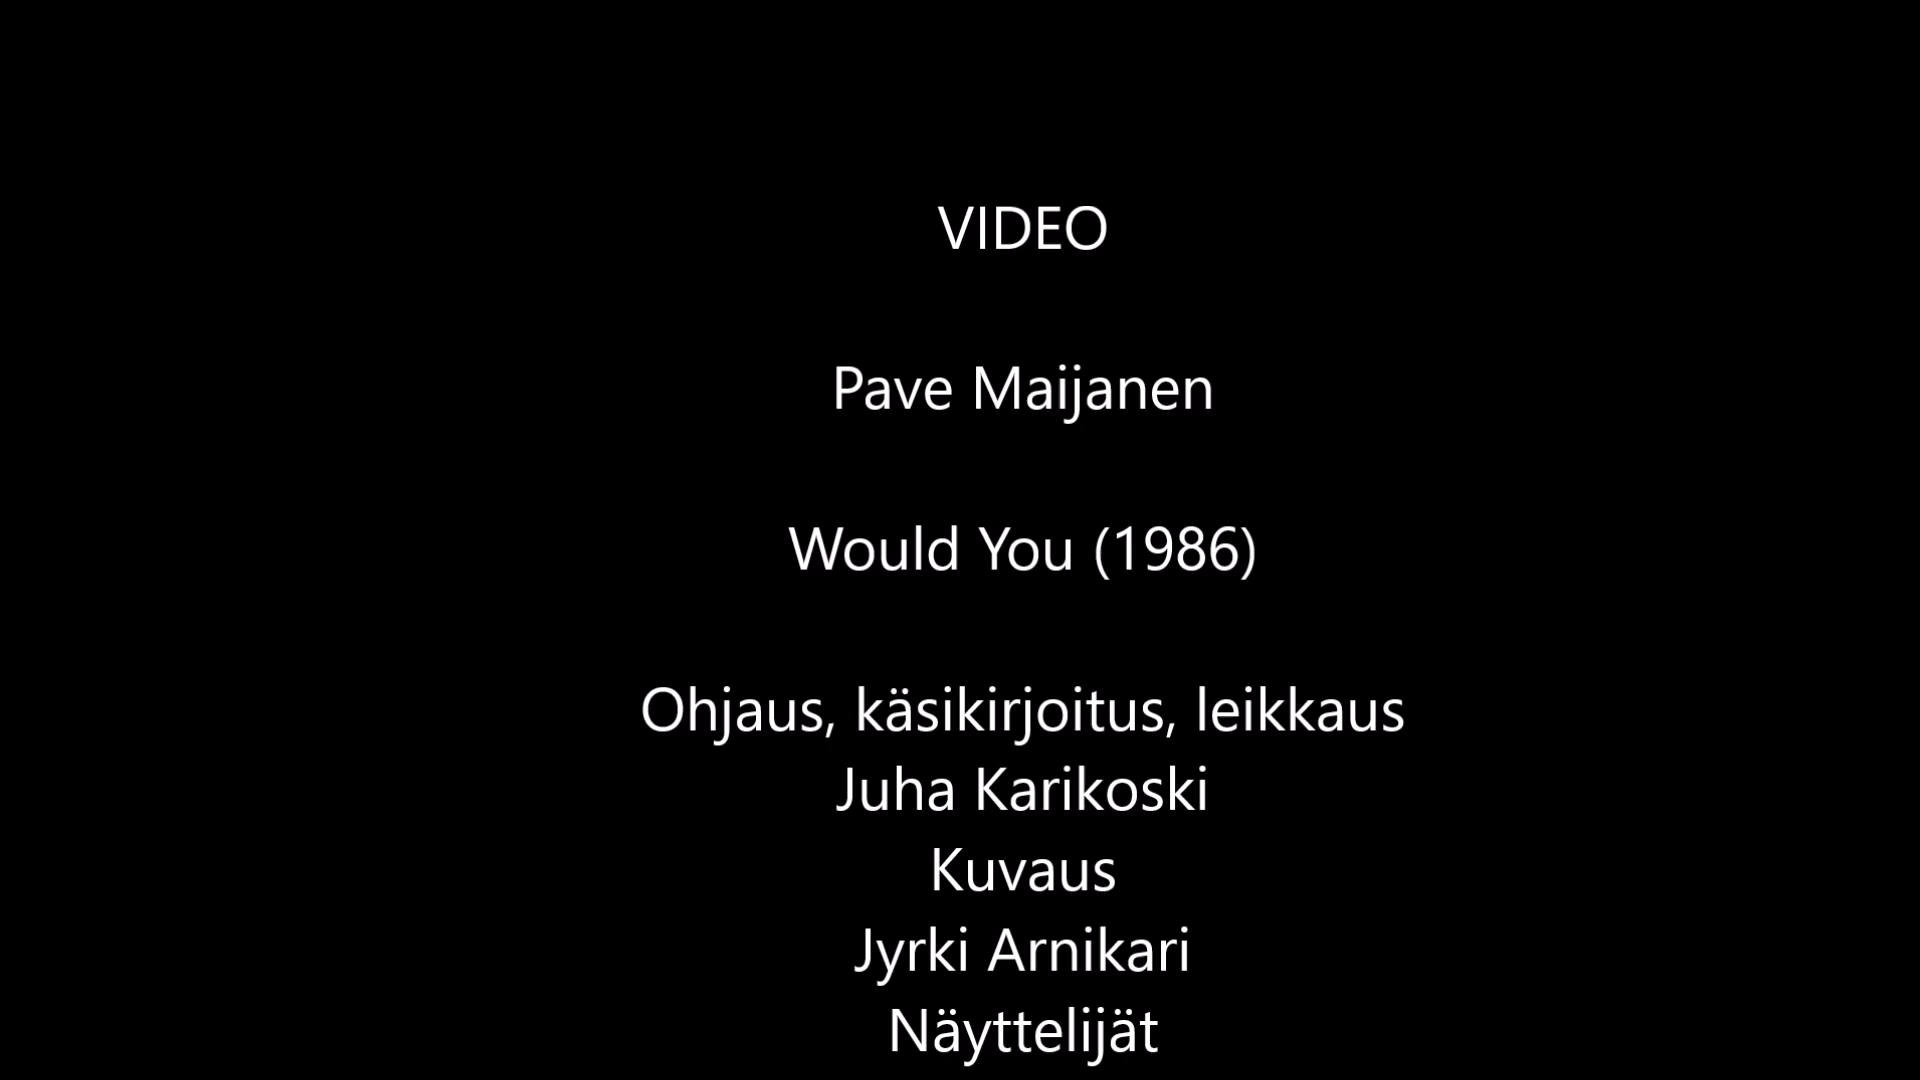 VIDEO
Pave Maijanen
Would You (1986)
Ohjaus, käsikirjoitus, leikkaus
Juha Karikoski
Kuvaus
Jyrki Arnikari
Näyttelijät